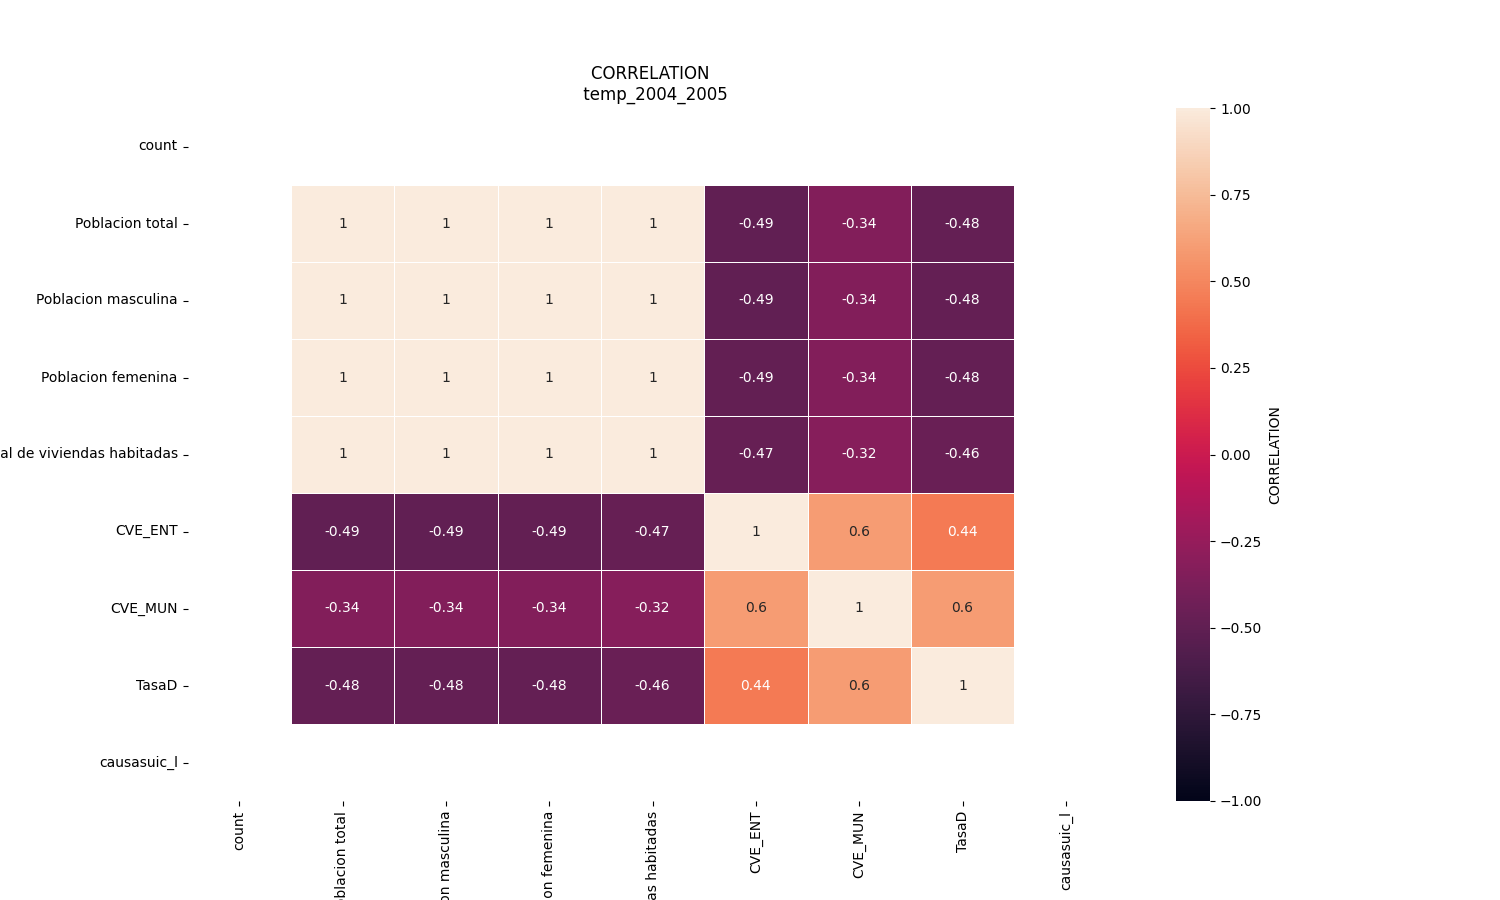 CORRELATION
temp_2004_2005
count
Poblacion total 1 1 1 1 -0.49 -0.34 -0.48
Poblacion masculina 1 1 1 1 -0.49 -0.34 -0.48
Poblacion femenina 1 1 1 1 -0.49 -0.34 -0.48
al de viviendas habitadas 1 1 1 1 -0.47 -0.32 -0.46
CVE_ENT -0.49 -0.49 -0.49 -0.47 1 0.6 0.44
CVE_MUN -0.34 -0.34 -0.34 -0.32 0.6 1 0.6
TasaD -0.48 -0.48 -0.48 -0.46 0.44 0.6 1
causasuic_l
count
oblacion total
on masculina
on femenina
as habitadas
CVE_ENT
CVE_MUN
TasaD
causasuic_l
1.00
0.75
0.50
0.25
0.00
−0.25
−0.50
−0.75
−1.00
CORRELATION